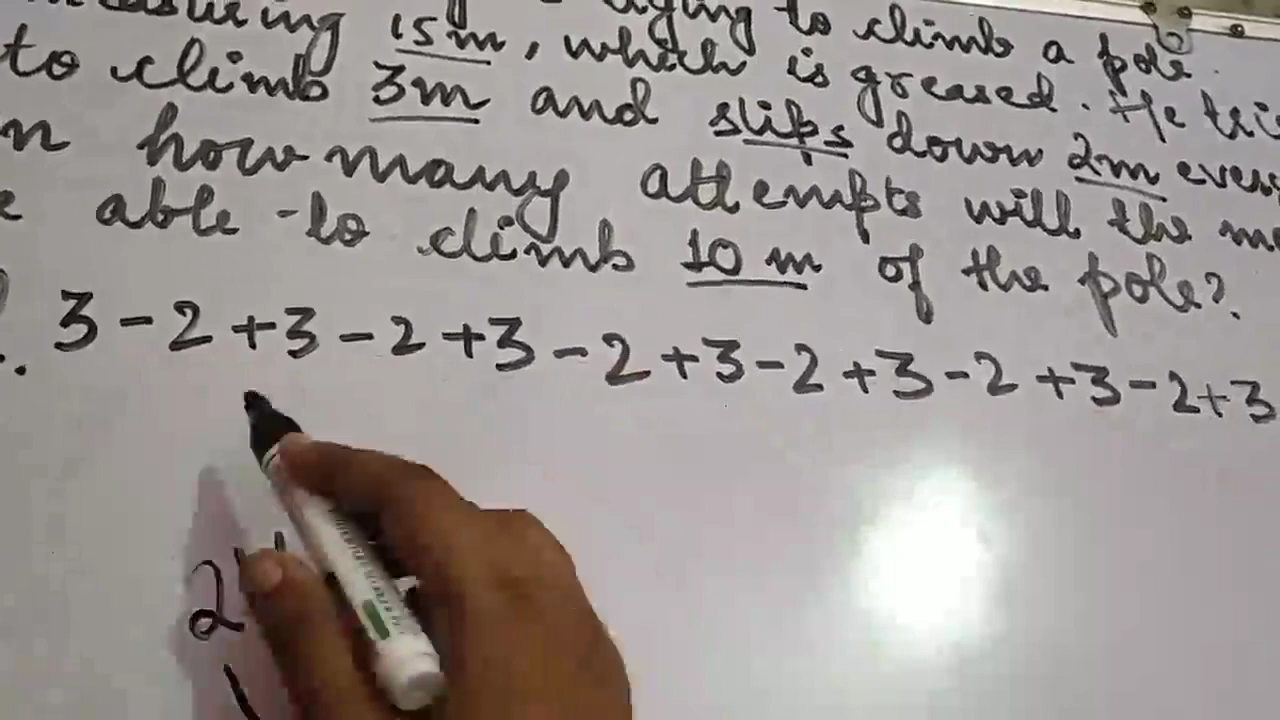 15m, which is trying to climb a pole.
to climb 3m and slips down 2m
how many attempts will the
able to climb 10 m of the pole?
3 - 2 + 3 - 2 + 3 - 2 + 3 - 2 + 3 - 2 + 3 - 2 + 3
2